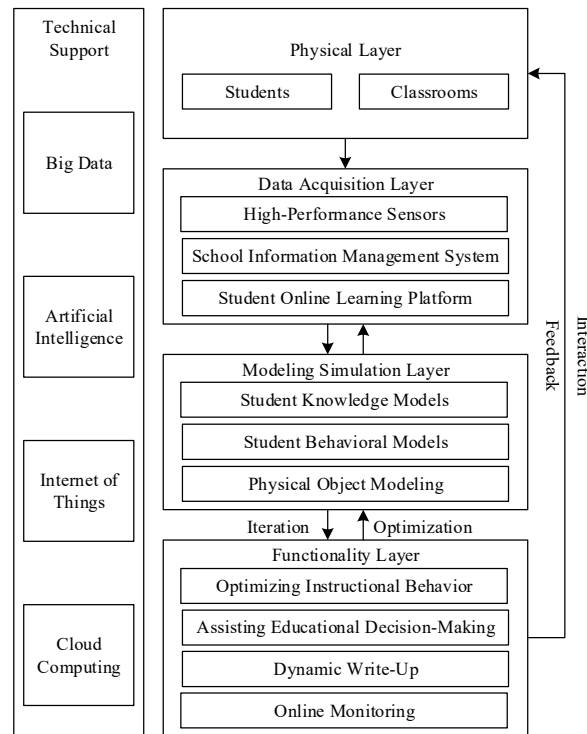 Technical
Support
Big Data
Artificial
Intelligence
Internet of
Things
Cloud
Computing
Physical Layer
Students
Classrooms
Data Acquisition Layer
High-Performance Sensors
School Information Management System
Student Online Learning Platform
Modeling Simulation Layer
Student Knowledge Models
Student Behavioral Models
Physical Object Modeling
Iteration
Optimization
Functionality Layer
Optimizing Instructional Behavior
Assisting Educational Decision-Making
Dynamic Write-Up
Online Monitoring
Feedback
Interaction